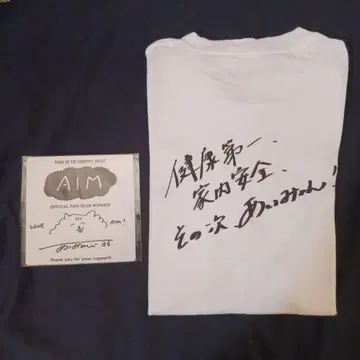 THIS IS TO CERTIFY THAT
AIM
OFFICIAL FAN CLUB MEMBER
LOVE
Thank you for your support!
健康第一、
家内安全、
その次、あいみょん!